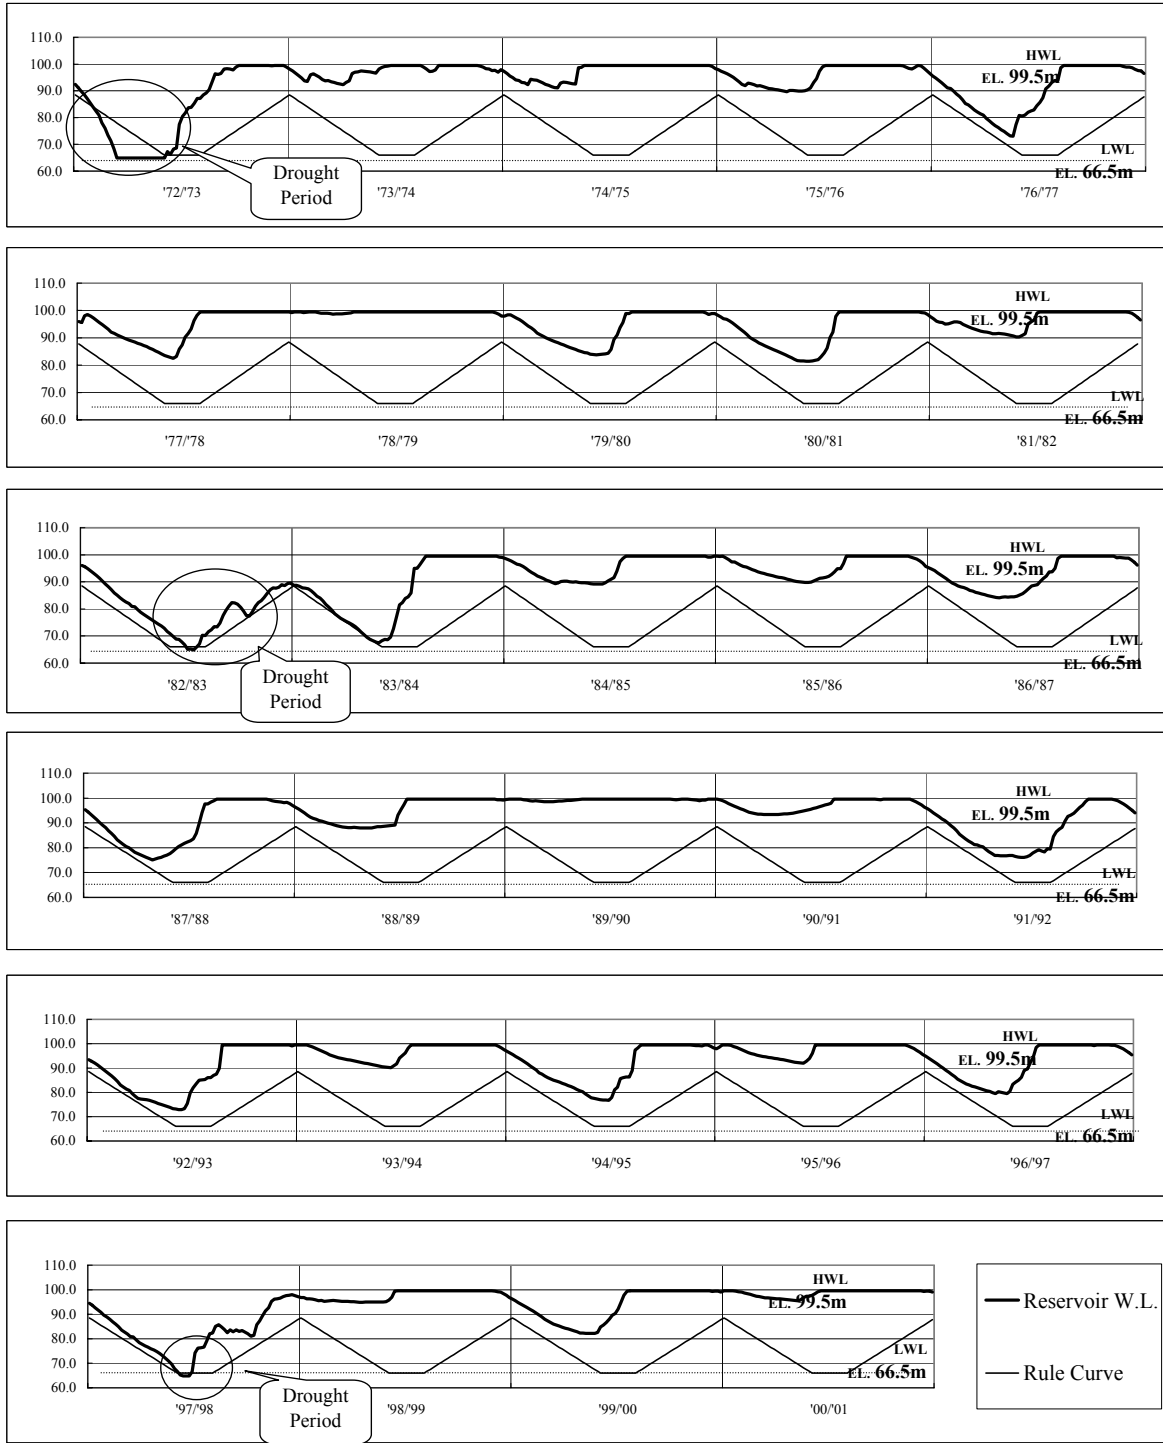 110.0
100.0
90.0
80.0
70.0
60.0
HWL
EL. 99.5m
LWL
EL. 66.5m
Drought
Period
'72/'73
'73/'74
'74/'75
'75/'76
'76/'77
110.0
100.0
90.0
80.0
70.0
60.0
HWL
EL. 99.5m
LWL
EL. 66.5m
'77/'78
'78/'79
'79/'80
'80/'81
'81/'82
110.0
100.0
90.0
80.0
70.0
60.0
HWL
EL. 99.5m
LWL
EL. 66.5m
Drought
Period
'82/'83
'83/'84
'84/'85
'85/'86
'86/'87
110.0
100.0
90.0
80.0
70.0
60.0
HWL
EL. 99.5m
LWL
EL. 66.5m
'87/'88
'88/'89
'89/'90
'90/'91
'91/'92
110.0
100.0
90.0
80.0
70.0
60.0
HWL
EL. 99.5m
LWL
EL. 66.5m
'92/'93
'93/'94
'94/'95
'95/'96
'96/'97
110.0
100.0
90.0
80.0
70.0
60.0
HWL
EL. 99.5m
LWL
EL. 66.5m
Drought
Period
'97/'98
'98/'99
'99/'00
'00/'01
Reservoir W.L.
Rule Curve